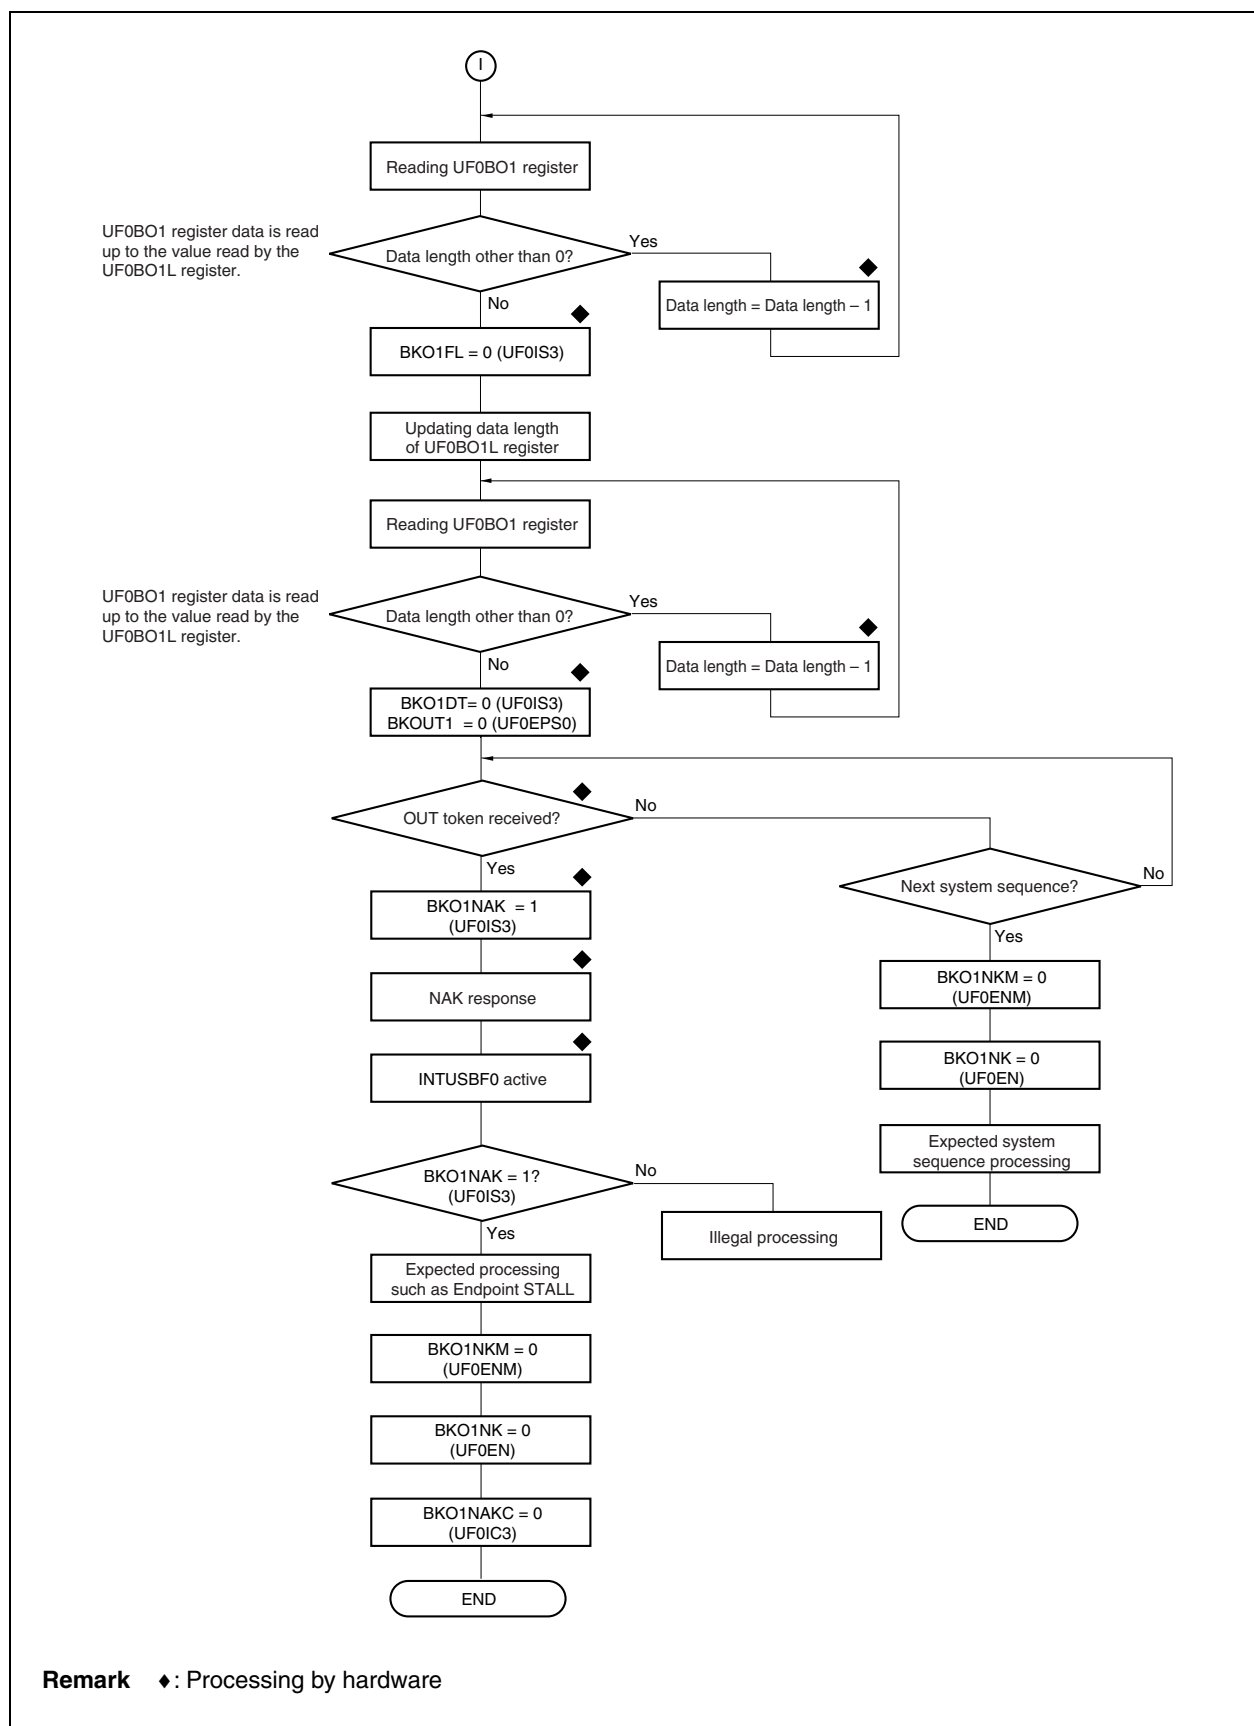 I
Reading UF0BO1 register
UF0BO1 register data is read
up to the value read by the
UF0BO1L register.
Data length other than 0?
Yes
No
Data length = Data length – 1
BKO1FL = 0 (UF0IS3)
Updating data length
of UF0BO1L register
Reading UF0BO1 register
UF0BO1 register data is read
up to the value read by the
UF0BO1L register.
Data length other than 0?
Yes
No
Data length = Data length – 1
BKO1DT= 0 (UF0IS3)
BKOUT1 = 0 (UF0EPS0)
OUT token received?
No
Yes
Next system sequence?
No
Yes
BKO1NAK = 1
(UF0IS3)
NAK response
INTUSBF0 active
BKO1NKM = 0
(UF0ENM)
BKO1NK = 0
(UF0EN)
Expected system
sequence processing
END
BKO1NAK = 1?
(UF0IS3)
No
Yes
Illegal processing
Expected processing
such as Endpoint STALL
BKO1NKM = 0
(UF0ENM)
BKO1NK = 0
(UF0EN)
BKO1NAKC = 0
(UF0IC3)
END
Remark ♦: Processing by hardware